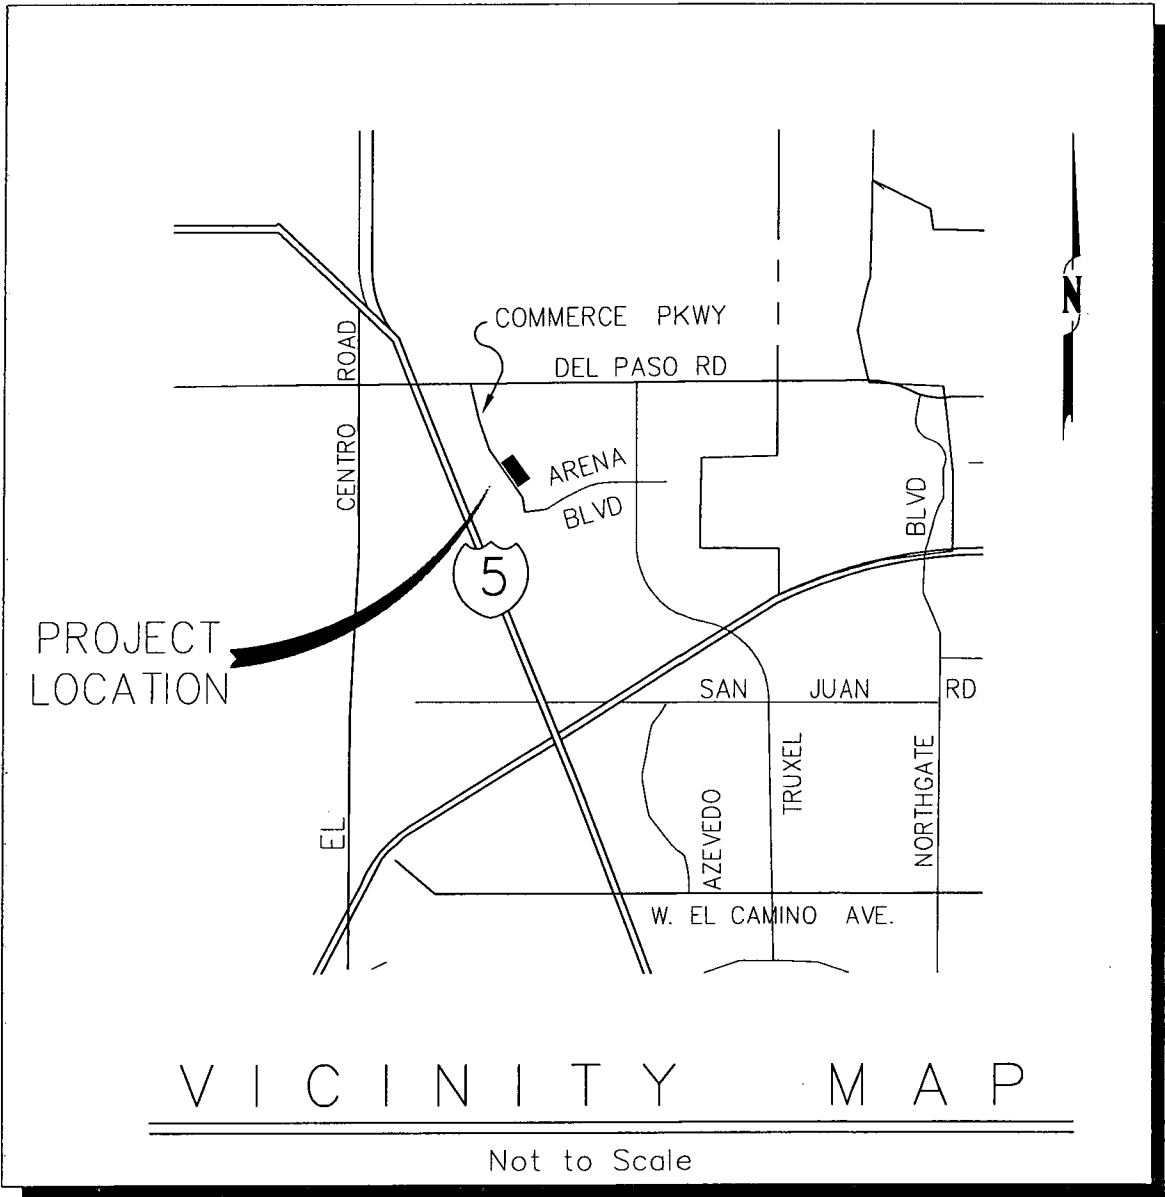 COMMERCE PKWY
DEL PASO RD
N
CENTRO ROAD
ARENA
BLVD
BLVD
5
PROJECT
LOCATION
SAN JUAN RD
EL
AZEVEDO
TRUXEL
NORTHGATE
W. EL CAMINO AVE.
VICINITY MAP
Not to Scale